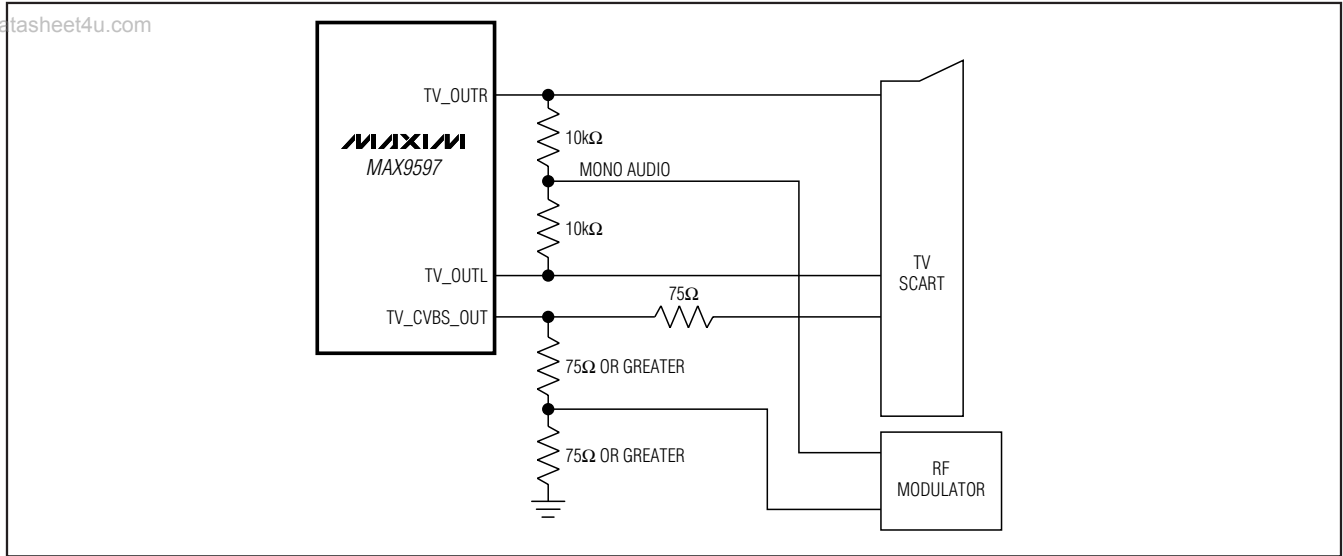 atasheet4u.com
TV_OUTR
MAXIM
MAX9597
10kΩ
MONO AUDIO
10kΩ
TV_OUTL
TV_CVBS_OUT
75Ω
75Ω OR GREATER
75Ω OR GREATER
TV
SCART
RF
MODULATOR